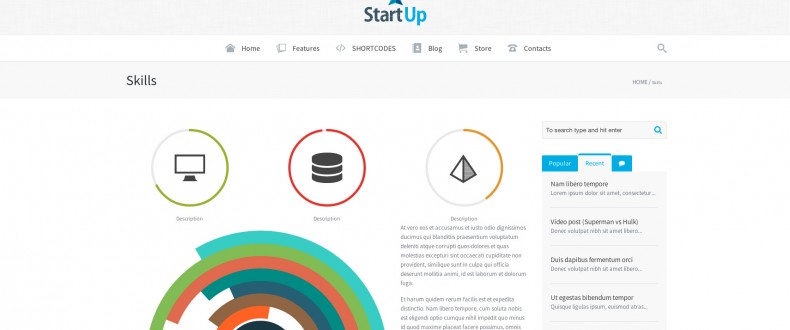 StartUp
Home Features SHORTCODES Blog Store Contacts
Skills
HOME / Skills
To search type and hit enter
Popular Recent
Description Description Description
Nam libero tempore
Lorem ipsum dolor sit amet, consectetur...
Video post (Superman vs Hulk)
Donec volutpat nibh sit amet libero...
Duis dapibus fermentum orci
Donec volutpat nibh sit amet libero...
Ut egestas bibendum tempor
Quisque ligulas ipsum, euismod atras...
At vero eos et accusamus et iusto odio dignissimos
ducimus qui blanditiis praesentium voluptatum
deleniti atque corrupti quos dolores et quos
molestias excepturi sint occaecati cupiditate non
provident, similique sunt in culpa qui officia
deserunt mollitia animi, id est laborum et dolorum
fuga.
Et harum quidem rerum facilis est et expedita
distinctio. Nam libero tempore, cum soluta nobis
est eligendi optio cumque nihil impedit quo minus
id quod maxime placeat facere possimus, omnis